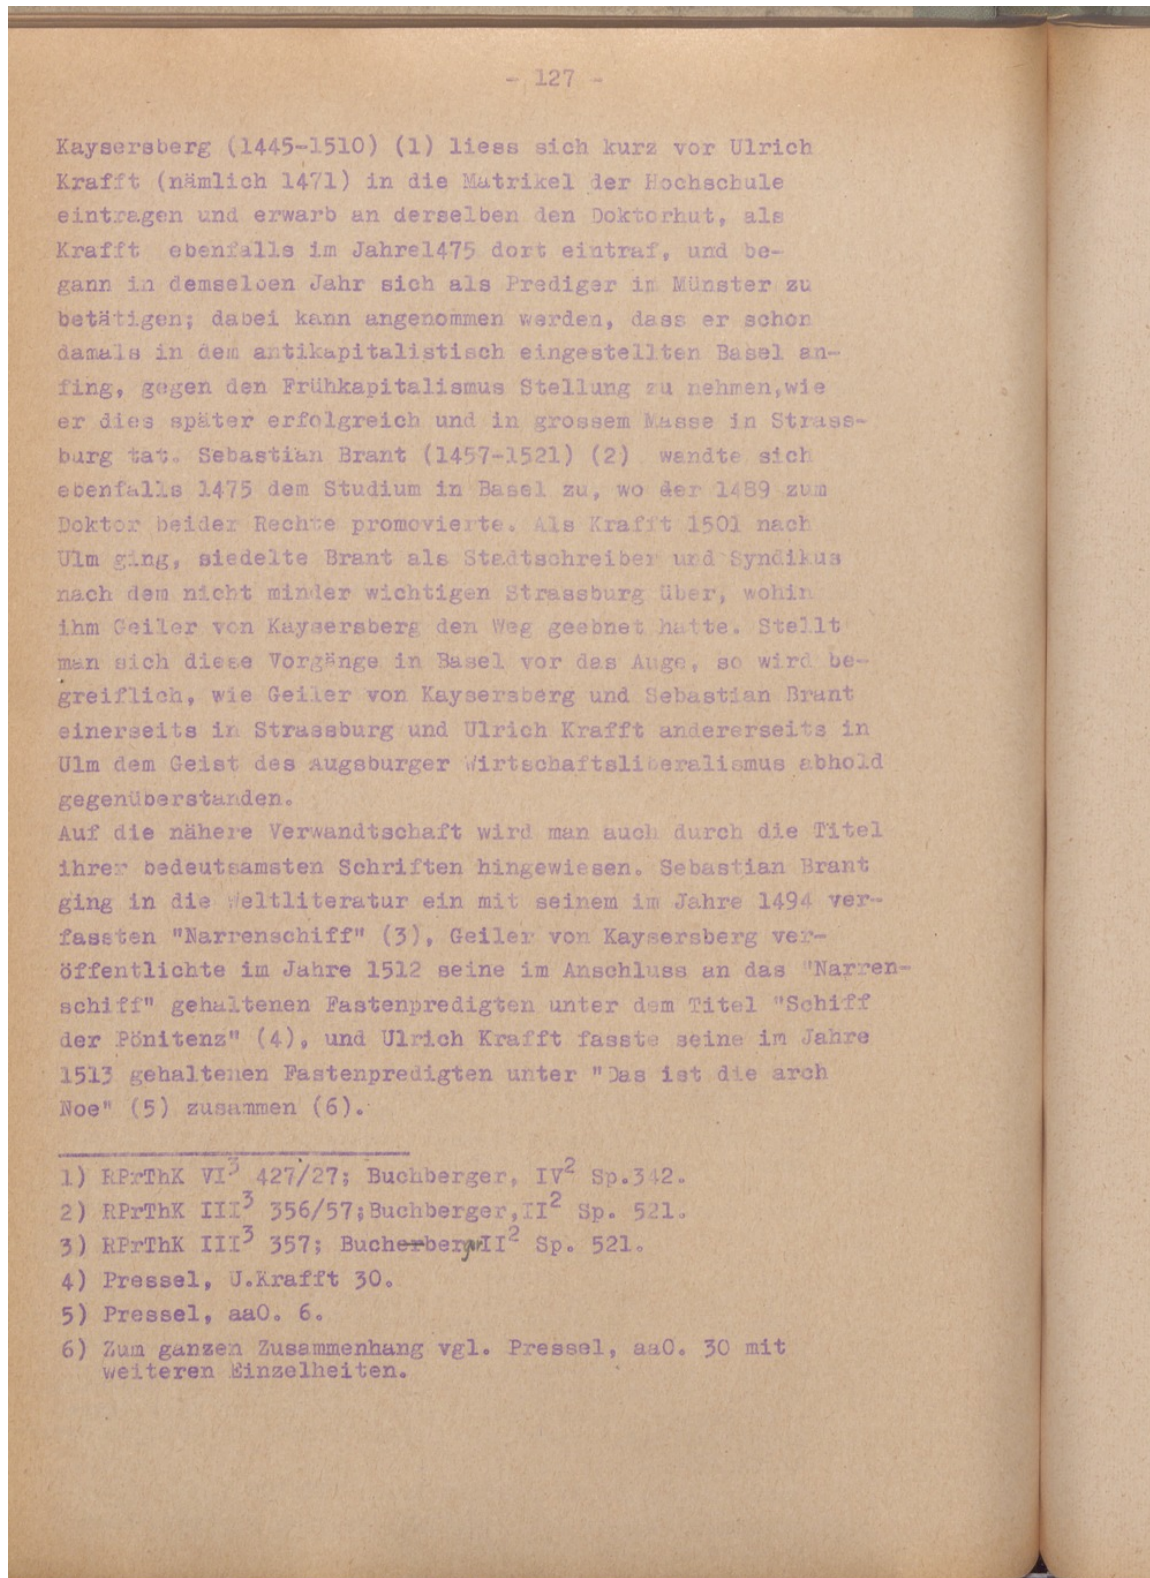 - 127 -
Kaysersberg (1445-1510) (1) liess sich kurz vor Ulrich
Krafft (nämlich 1471) in die Matrikel der Hochschule
eintragen und erwarb an derselben den Doktorhut, als
Krafft ebenfalls im Jahre1475 dort eintraf, und be-
gann in demselben Jahr sich als Prediger im Münster zu
betätigen; dabei kann angenommen werden, dass er schon
damals in dem antikapitalistisch eingestellten Basel an-
fing, gegen den Frühkapitalismus Stellung zu nehmen,wie
er dies später erfolgreich und in grossem Masse in Strass-
burg tat. Sebastian Brant (1457-1521) (2) wandte sich
ebenfalls 1475 dem Studium in Basel zu, wo der 1489 zum
Doktor beider Rechte promovierte. Als Krafft 1501 nach
Ulm ging, siedelte Brant als Stadtschreiber und Syndikus
nach dem nicht minder wichtigen Strassburg über, wohin
ihm Geiler von Kaysersberg den Weg geebnet hatte. Stellt
man sich diese Vorgänge in Basel vor das Auge, so wird be-
greiflich, wie Geiler von Kaysersberg und Sebastian Brant
einerseits in Strassburg und Ulrich Krafft andererseits in
Ulm dem Geist des Augsburger Wirtschaftsliberalismus abhold
gegenüberstanden.
Auf die nähere Verwandtschaft wird man auch durch die Titel
ihrer bedeutsamsten Schriften hingewiesen. Sebastian Brant
ging in die Weltliteratur ein mit seinem im Jahre 1494 ver-
fassten "Narrenschiff" (3), Geiler von Kaysersberg ver-
öffentlichte im Jahre 1512 seine im Anschluss an das "Narren-
schiff" gehaltenen Fastenpredigten unter dem Titel "Schiff
der Pönitenz" (4), und Ulrich Krafft fasste seine im Jahre
1513 gehaltenen Fastenpredigten unter "Das ist die arch
Noe" (5) zusammen (6).
1) RPrThK VI³ 427/27; Buchberger, IV² Sp.342.
2) RPrThK III³ 356/57;Buchberger,II² Sp. 521.
3) RPrThK III³ 357; Buchberger II² Sp. 521.
4) Pressel, U.Krafft 30.
5) Pressel, aaO. 6.
6) Zum ganzen Zusammenhang vgl. Pressel, aaO. 30 mit
weiteren Einzelheiten.